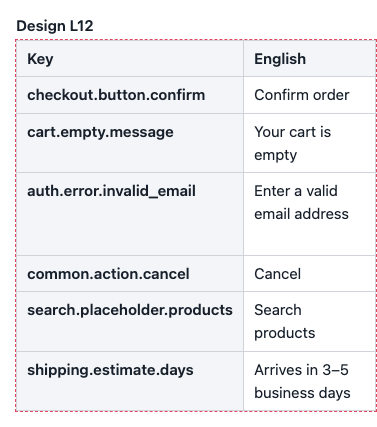 Design L12
Key English
checkout.button.confirm Confirm order
cart.empty.message Your cart is
empty
auth.error.invalid_email Enter a valid
email address
common.action.cancel Cancel
search.placeholder.products Search
products
shipping.estimate.days Arrives in 3–5
business days